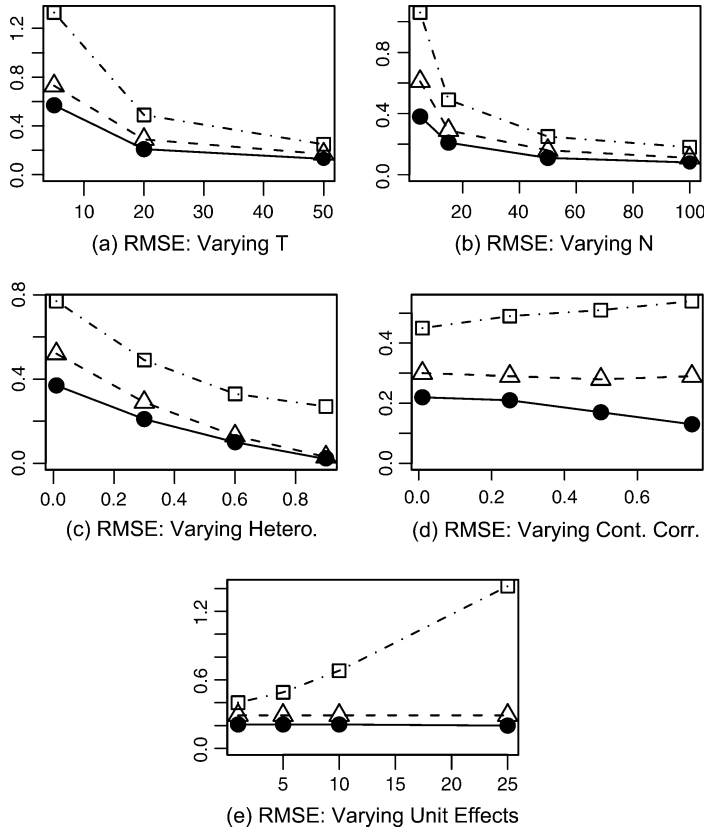 0.0 0.4 0.8 1.2
10 20 30 40 50
(a) RMSE: Varying T
0.0 0.4 0.8
20 40 60 80 100
(b) RMSE: Varying N
0.0 0.4 0.8
0.0 0.2 0.4 0.6 0.8
(c) RMSE: Varying Hetero.
0.0 0.2 0.4
0.0 0.2 0.4 0.6
(d) RMSE: Varying Cont. Corr.
0.0 0.6 1.2
5 10 15 20 25
(e) RMSE: Varying Unit Effects